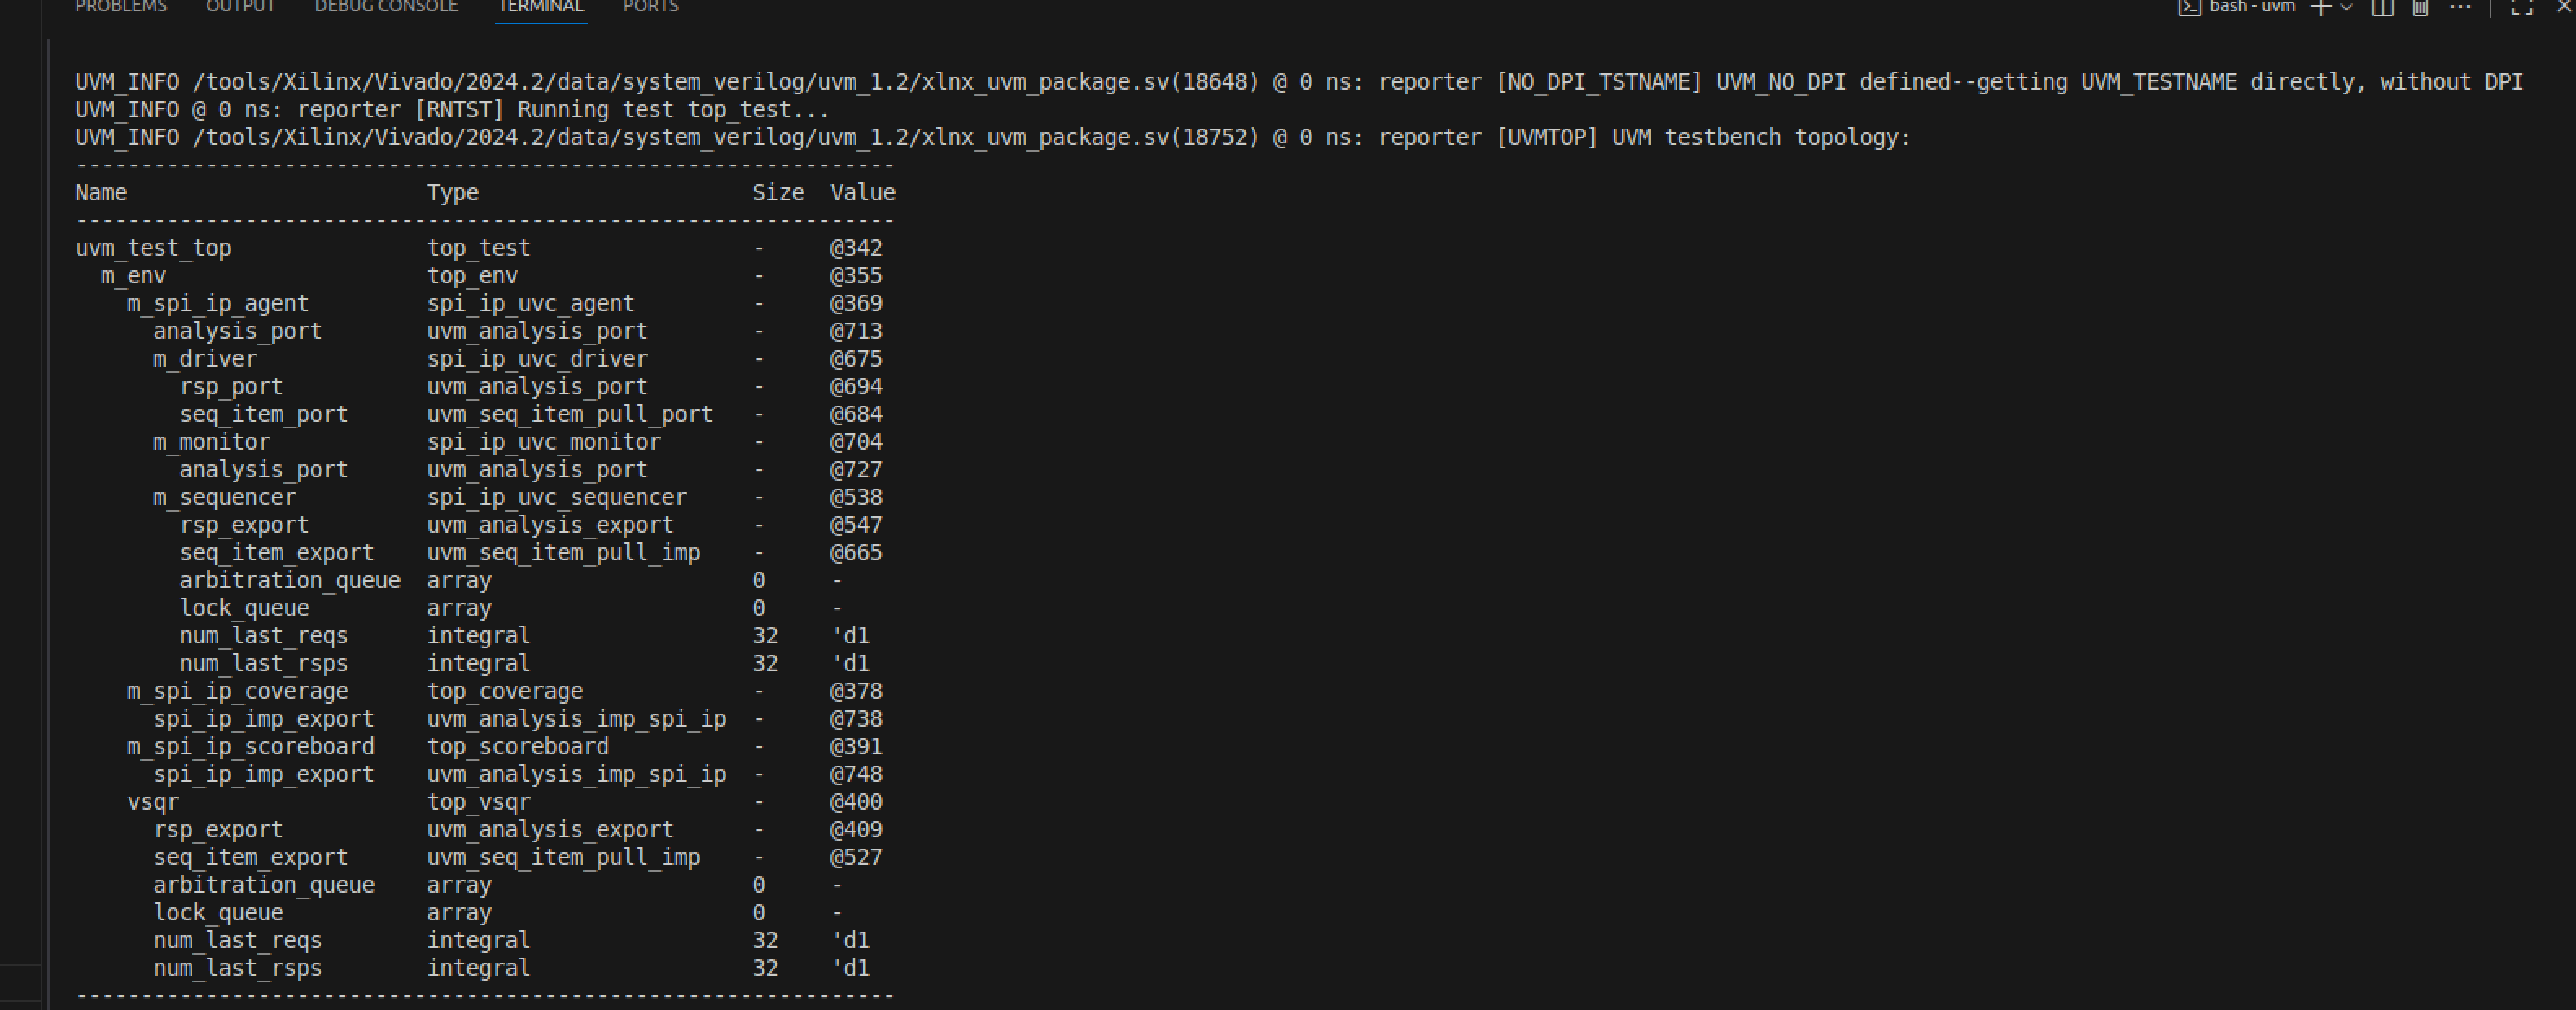 PROBLEMS OUTPUT DEBUG CONSOLE TERMINAL PORTS bash - uvm
UVM_INFO /tools/Xilinx/Vivado/2024.2/data/system_verilog/uvm_1.2/xlnx_uvm_package.sv(18648) @ 0 ns: reporter [NO_DPI_TSTNAME] UVM_NO_DPI defined--getting UVM_TESTNAME directly, without DPI
UVM_INFO @ 0 ns: reporter [RNTST] Running test top_test...
UVM_INFO /tools/Xilinx/Vivado/2024.2/data/system_verilog/uvm_1.2/xlnx_uvm_package.sv(18752) @ 0 ns: reporter [UVMTOP] UVM testbench topology:
---------------------------------------------------------------
Name                       Type                     Size  Value
---------------------------------------------------------------
uvm_test_top               top_test                 -     @342
  m_env                    top_env                  -     @355
    m_spi_ip_agent         spi_ip_uvc_agent         -     @369
      analysis_port        uvm_analysis_port        -     @713
      m_driver             spi_ip_uvc_driver        -     @675
        rsp_port           uvm_analysis_port        -     @694
        seq_item_port      uvm_seq_item_pull_port   -     @684
      m_monitor            spi_ip_uvc_monitor       -     @704
        analysis_port      uvm_analysis_port        -     @727
      m_sequencer          spi_ip_uvc_sequencer     -     @538
        rsp_export         uvm_analysis_export      -     @547
        seq_item_export    uvm_seq_item_pull_imp    -     @665
        arbitration_queue  array                    0     -
        lock_queue         array                    0     -
        num_last_reqs      integral                 32    'd1
        num_last_rsps      integral                 32    'd1
    m_spi_ip_coverage      top_coverage             -     @378
      spi_ip_imp_export    uvm_analysis_imp_spi_ip  -     @738
    m_spi_ip_scoreboard    top_scoreboard           -     @391
      spi_ip_imp_export    uvm_analysis_imp_spi_ip  -     @748
    vsqr                   top_vsqr                 -     @400
      rsp_export           uvm_analysis_export      -     @409
      seq_item_export      uvm_seq_item_pull_imp    -     @527
      arbitration_queue    array                    0     -
      lock_queue           array                    0     -
      num_last_reqs        integral                 32    'd1
      num_last_rsps        integral                 32    'd1
---------------------------------------------------------------